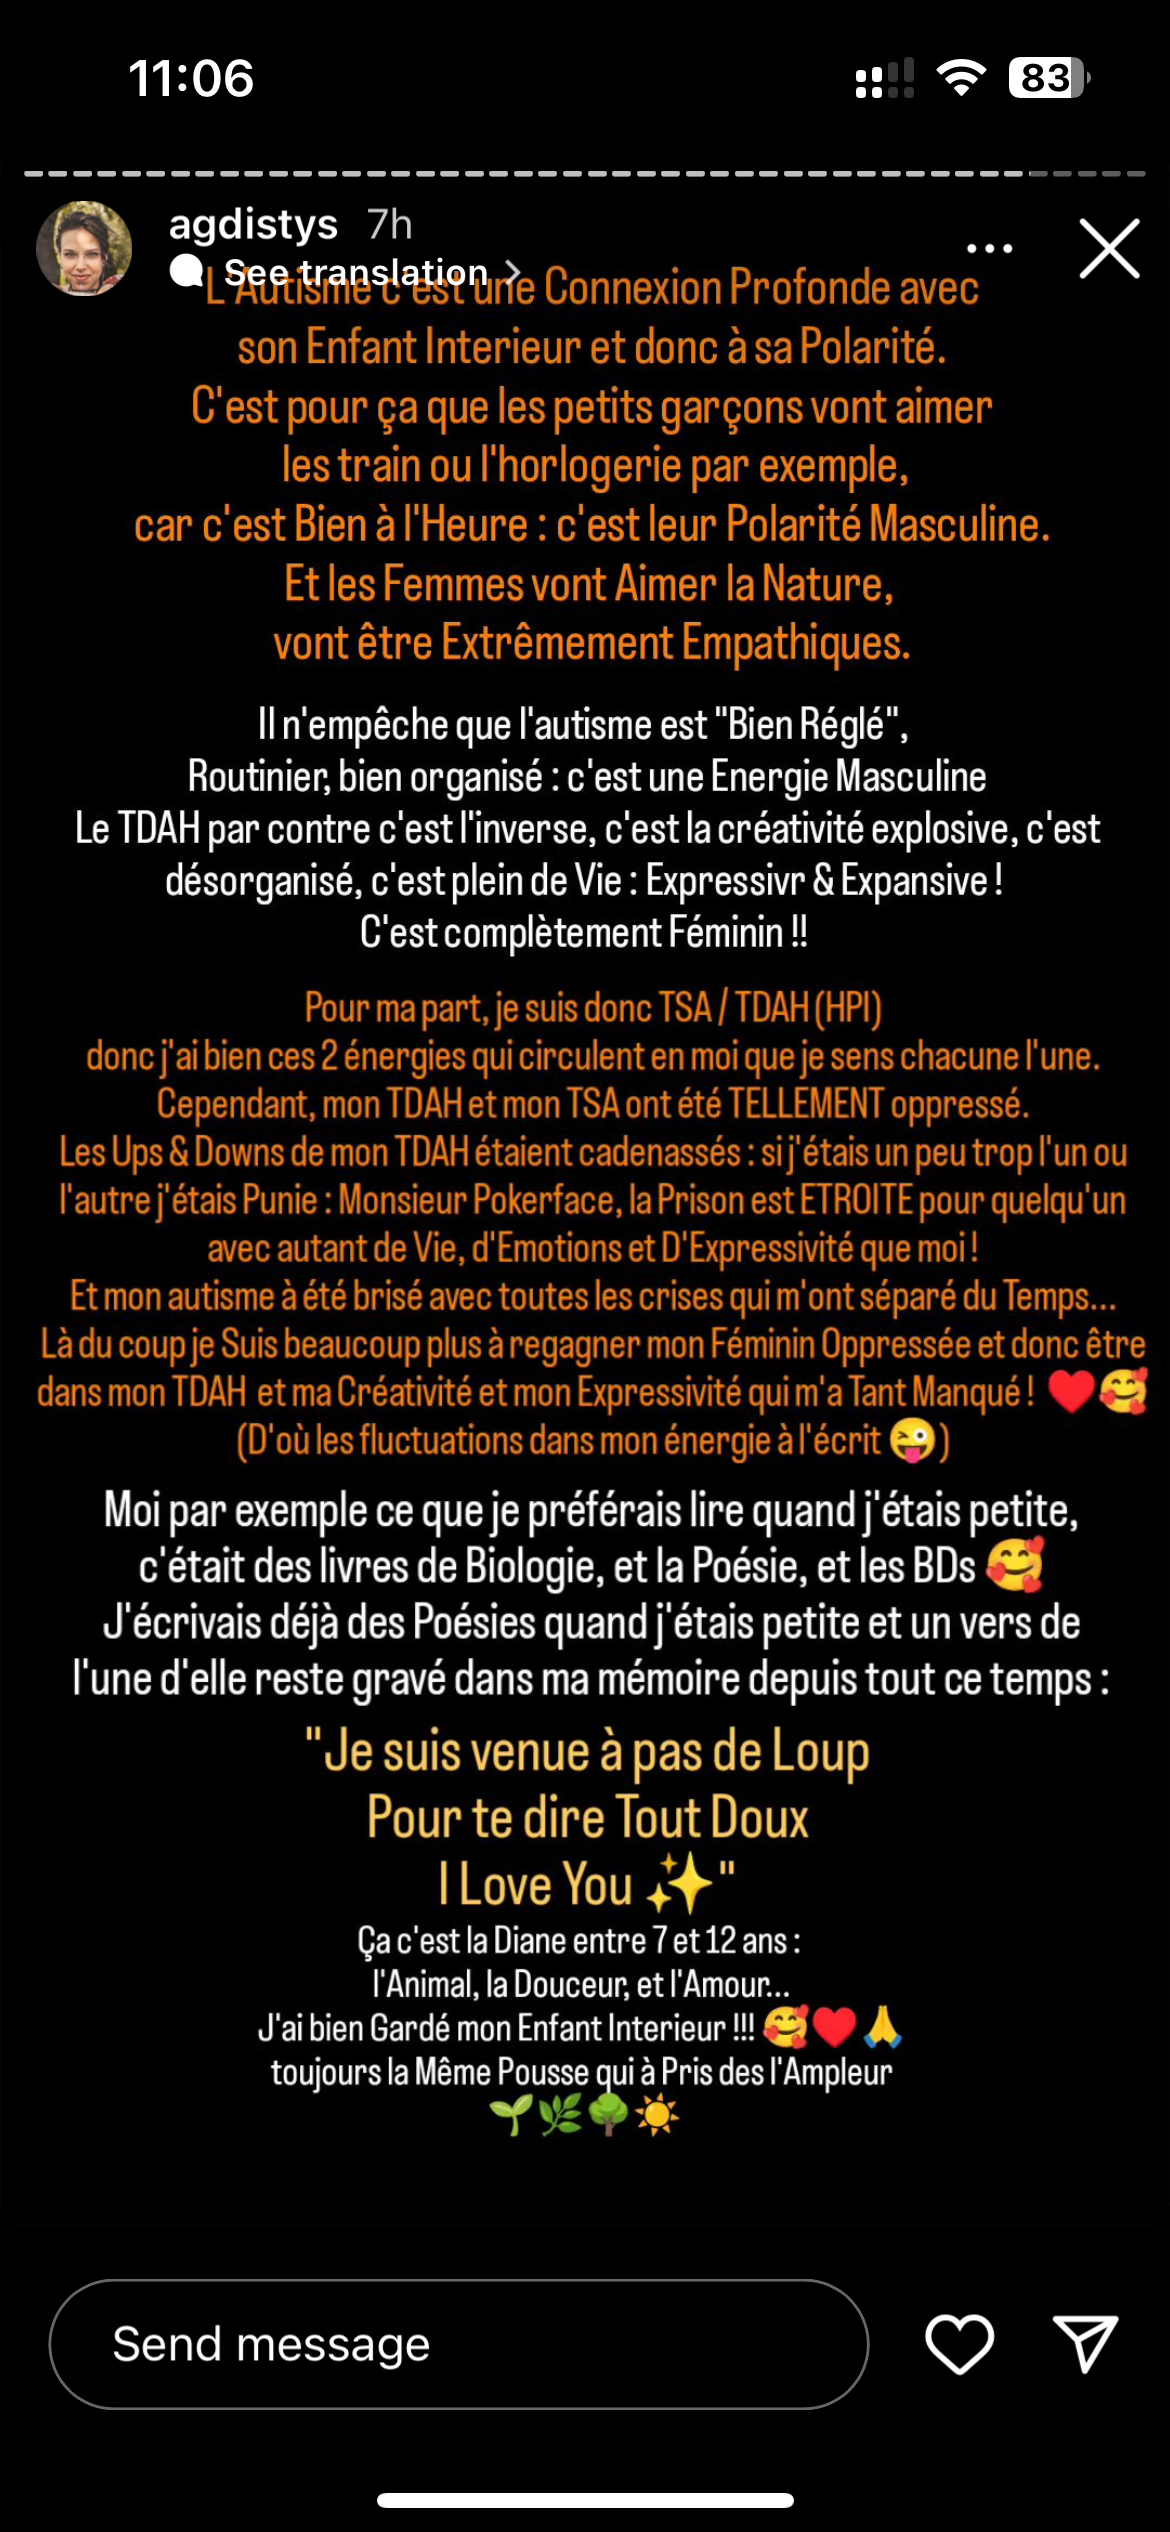 11:06
83
agdistys 7h
See translation >
L'Autisme c'est une Connexion Profonde avec
son Enfant Interieur et donc à sa Polarité.
C'est pour ça que les petits garçons vont aimer
les train ou l'horlogerie par exemple,
car c'est Bien à l'Heure : c'est leur Polarité Masculine.
Et les Femmes vont Aimer la Nature,
vont être Extrêmement Empathiques.
Il n'empêche que l'autisme est "Bien Réglé",
Routinier, bien organisé : c'est une Energie Masculine
Le TDAH par contre c'est l'inverse, c'est la créativité explosive, c'est
désorganisé, c'est plein de Vie : Expressivr & Expansive !
C'est complètement Féminin !!
Pour ma part, je suis donc TSA / TDAH (HPI)
donc j'ai bien ces 2 énergies qui circulent en moi que je sens chacune l'une.
Cependant, mon TDAH et mon TSA ont été TELLEMENT oppressé.
Les Ups & Downs de mon TDAH étaient cadenassés : si j'étais un peu trop l'un ou
l'autre j'étais Punie : Monsieur Pokerface, la Prison est ETROITE pour quelqu'un
avec autant de Vie, d'Emotions et D'Expressivité que moi !
Et mon autisme à été brisé avec toutes les crises qui m'ont séparé du Temps...
Là du coup je Suis beaucoup plus à regagner mon Féminin Oppressée et donc être
dans mon TDAH et ma Créativité et mon Expressivité qui m'a Tant Manqué ! ♥️🥰
(D'où les fluctuations dans mon énergie à l'écrit 😜)
Moi par exemple ce que je préférais lire quand j'étais petite,
c'était des livres de Biologie, et la Poésie, et les BDs 🥰
J'écrivais déjà des Poésies quand j'étais petite et un vers de
l'une d'elle reste gravé dans ma mémoire depuis tout ce temps :
"Je suis venue à pas de Loup
Pour te dire Tout Doux
I Love You ✨"
Ça c'est la Diane entre 7 et 12 ans :
l'Animal, la Douceur, et l'Amour...
J'ai bien Gardé mon Enfant Interieur !!! 🥰♥️🙏
toujours la Même Pousse qui à Pris des l'Ampleur
🌱🌿🌳☀️
Send message